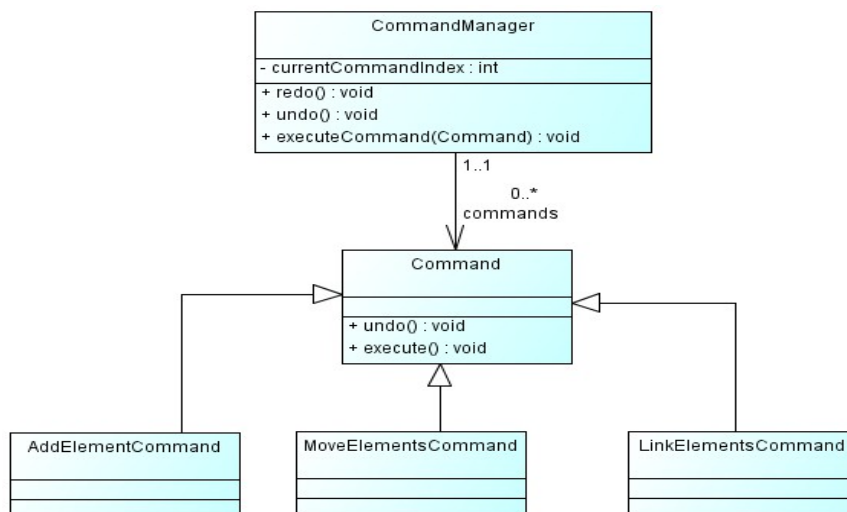 CommandManager
- currentCommandIndex : int
+ redo() : void
+ undo() : void
+ executeCommand(Command) : void
1..1
0..*
commands
Command
+ undo() : void
+ execute() : void
AddElementCommand
MoveElementsCommand
LinkElementsCommand